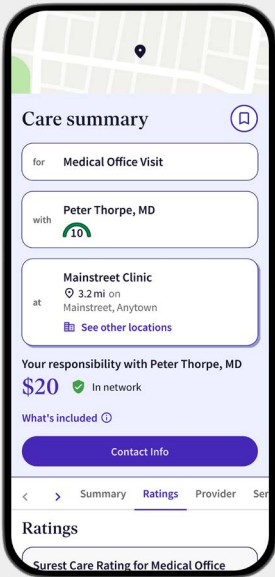 Care summary
for Medical Office Visit
with Peter Thorpe, MD
10
at Mainstreet Clinic
3.2 mi on
Mainstreet, Anytown
See other locations
Your responsibility with Peter Thorpe, MD
$20 In network
What's included
Contact Info
Summary Ratings Provider Ser
Ratings
Surest Care Rating for Medical Office